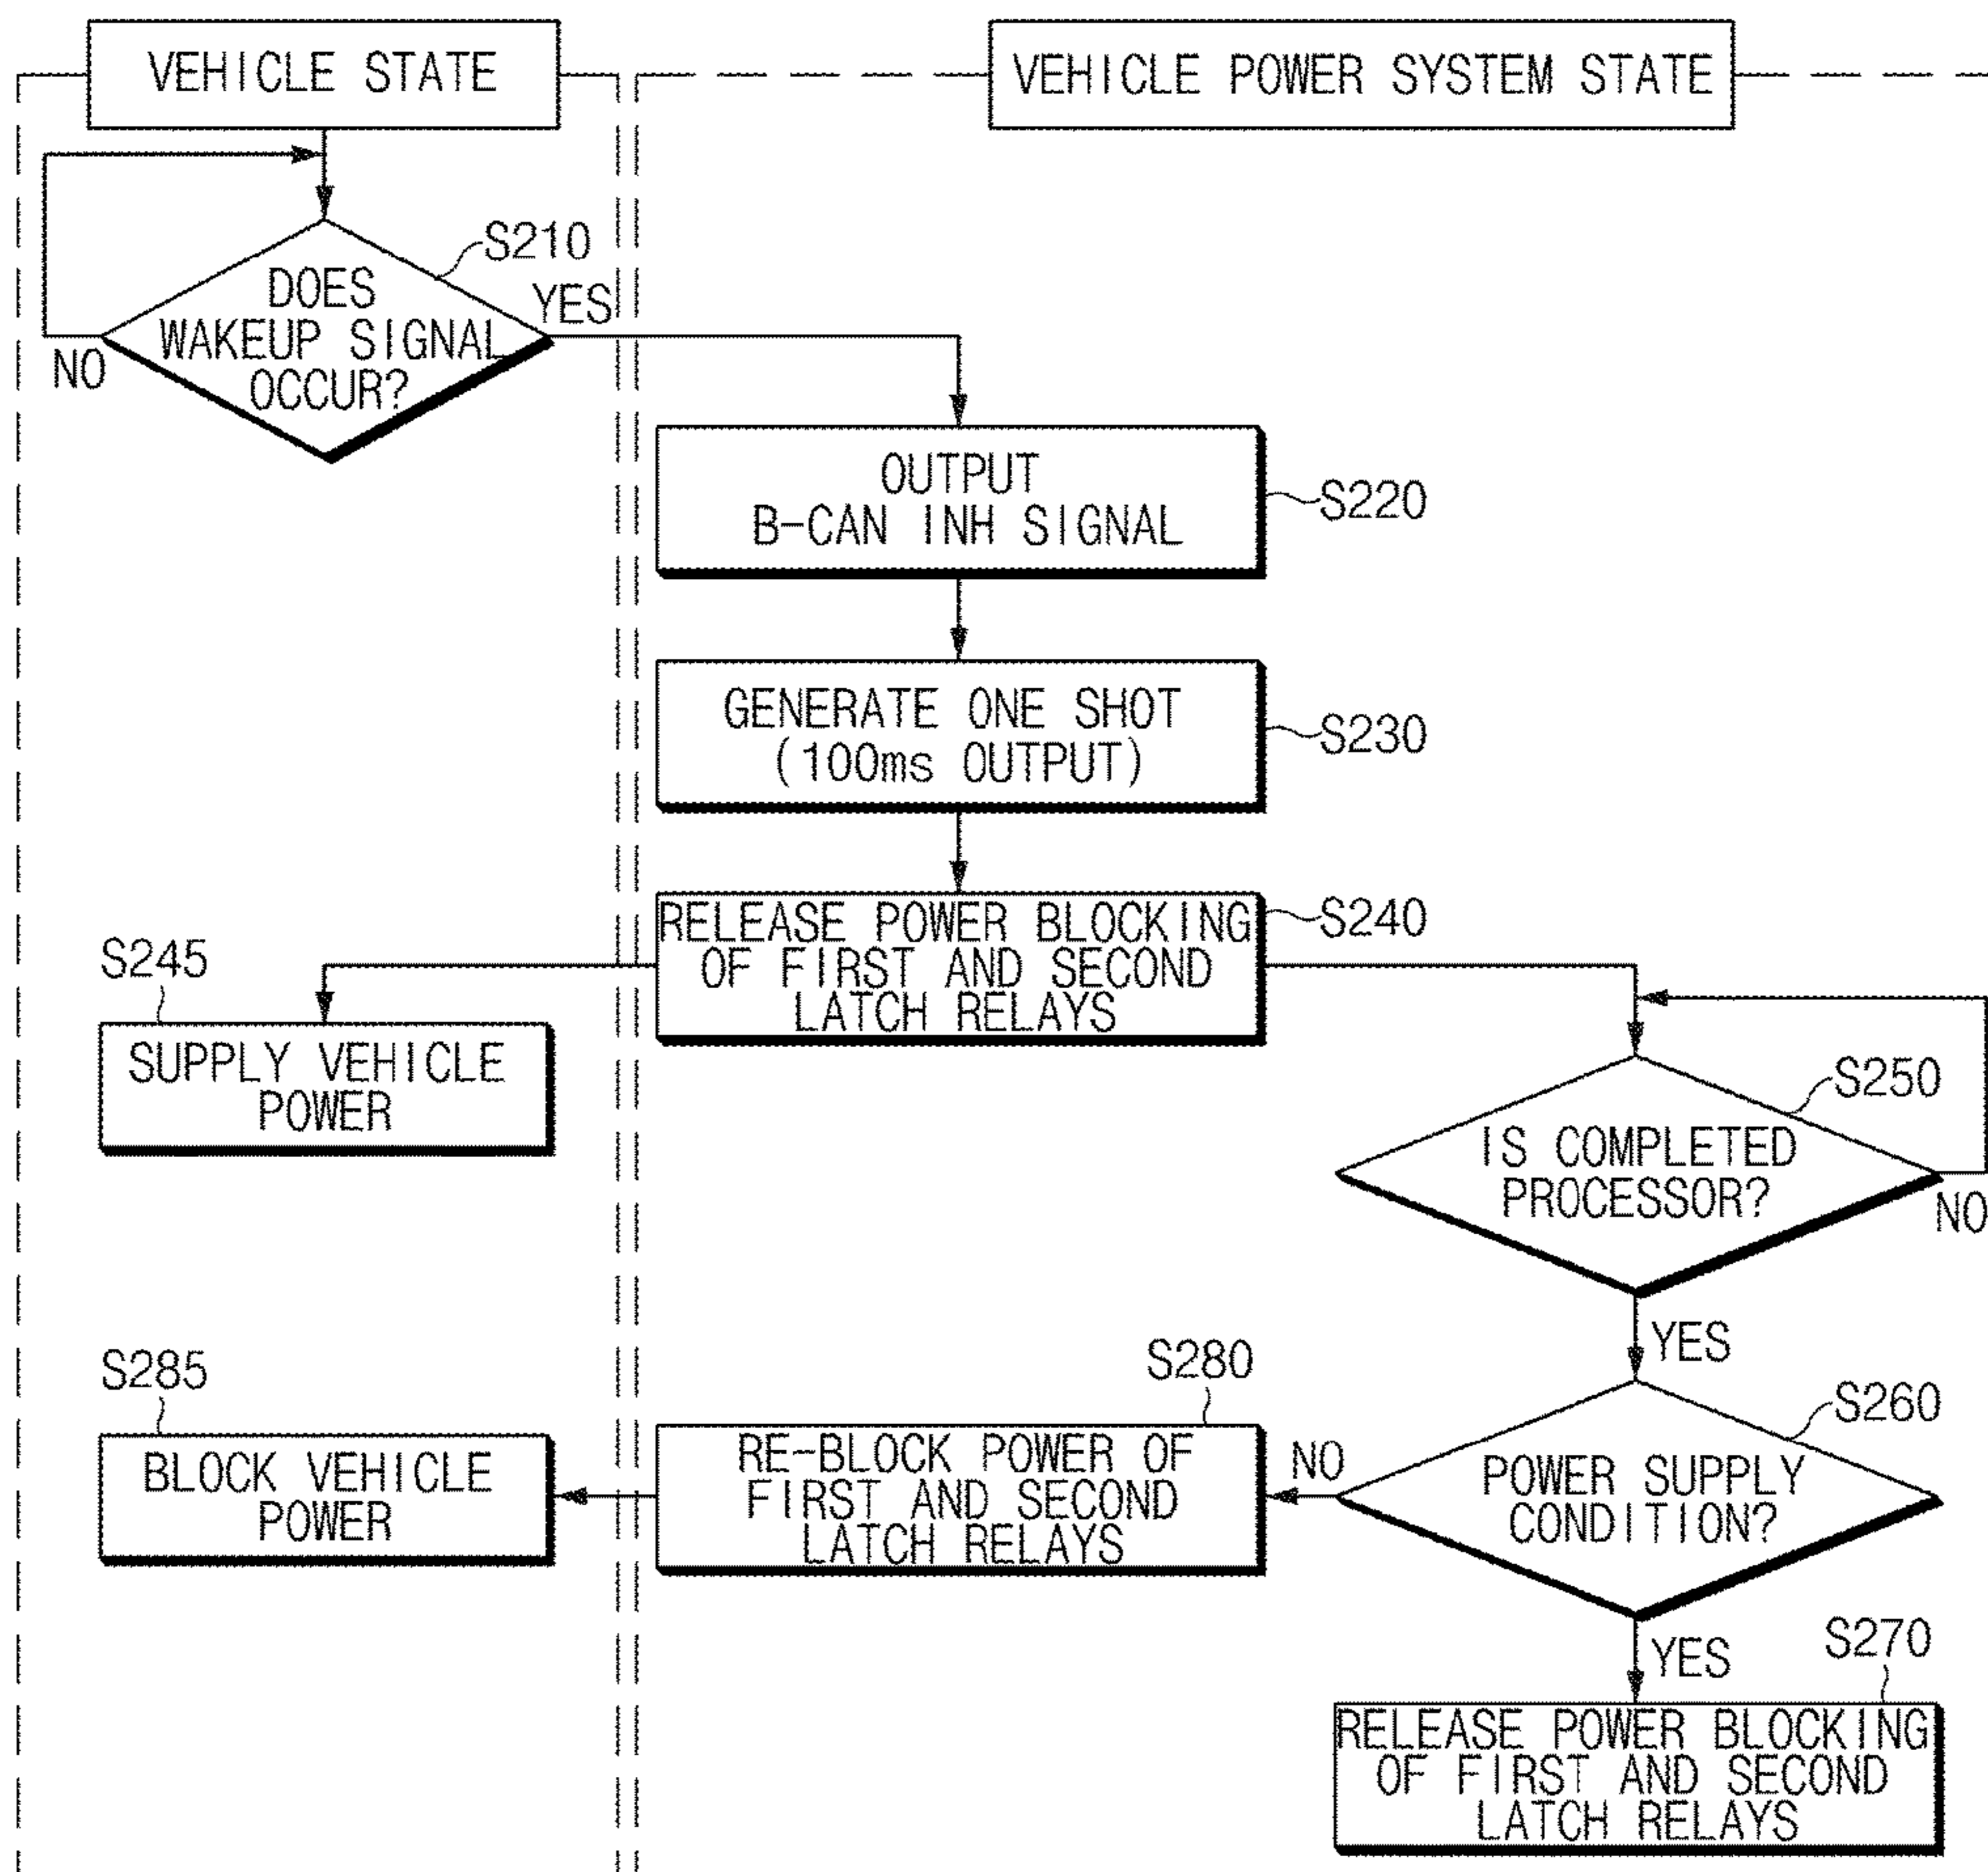 VEHICLE STATE
VEHICLE POWER SYSTEM STATE
S210
DOES
WAKEUP SIGNAL
OCCUR?
YES
NO
OUTPUT
B-CAN INH SIGNAL
S220
GENERATE ONE SHOT
(100ms OUTPUT)
S230
RELEASE POWER BLOCKING
OF FIRST AND SECOND
LATCH RELAYS
S240
S245
SUPPLY VEHICLE
POWER
S250
IS COMPLETED
PROCESSOR?
NO
YES
S260
POWER SUPPLY
CONDITION?
NO
S280
RE-BLOCK POWER OF
FIRST AND SECOND
LATCH RELAYS
S285
BLOCK VEHICLE
POWER
YES
S270
RELEASE POWER BLOCKING
OF FIRST AND SECOND
LATCH RELAYS